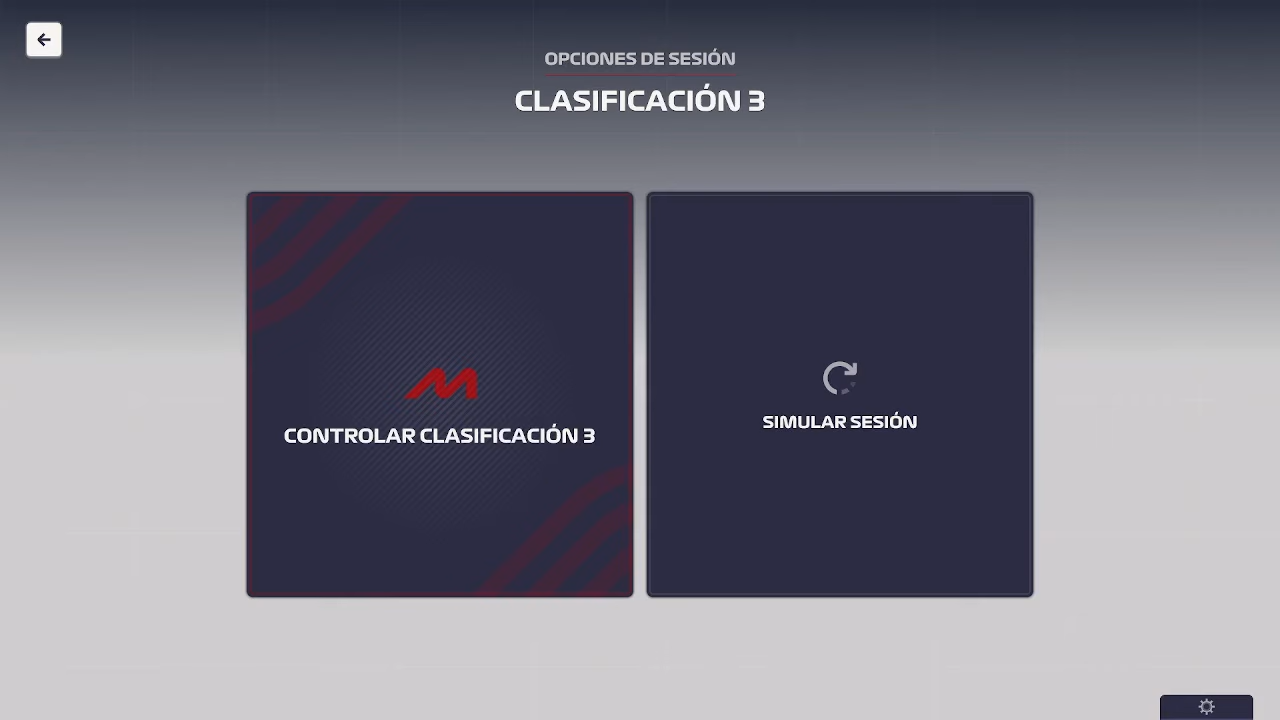 OPCIONES DE SESIÓN
CLASIFICACIÓN 3
CONTROLAR CLASIFICACIÓN 3
SIMULAR SESIÓN